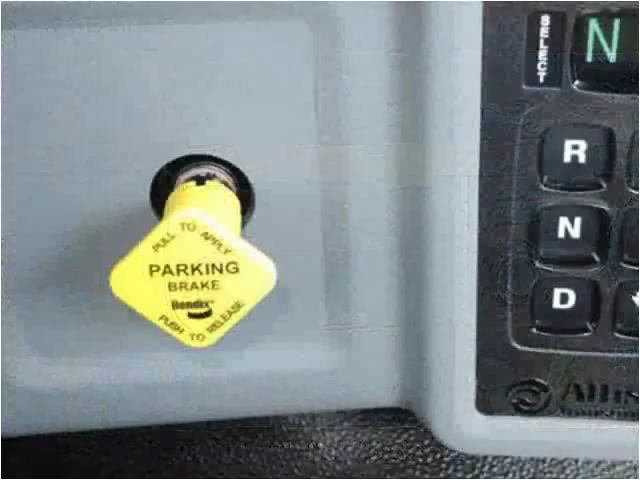 PULL TO APPLY
PARKING
BRAKE
Bendix
PUSH TO RELEASE
SELECT
N
R
N
D